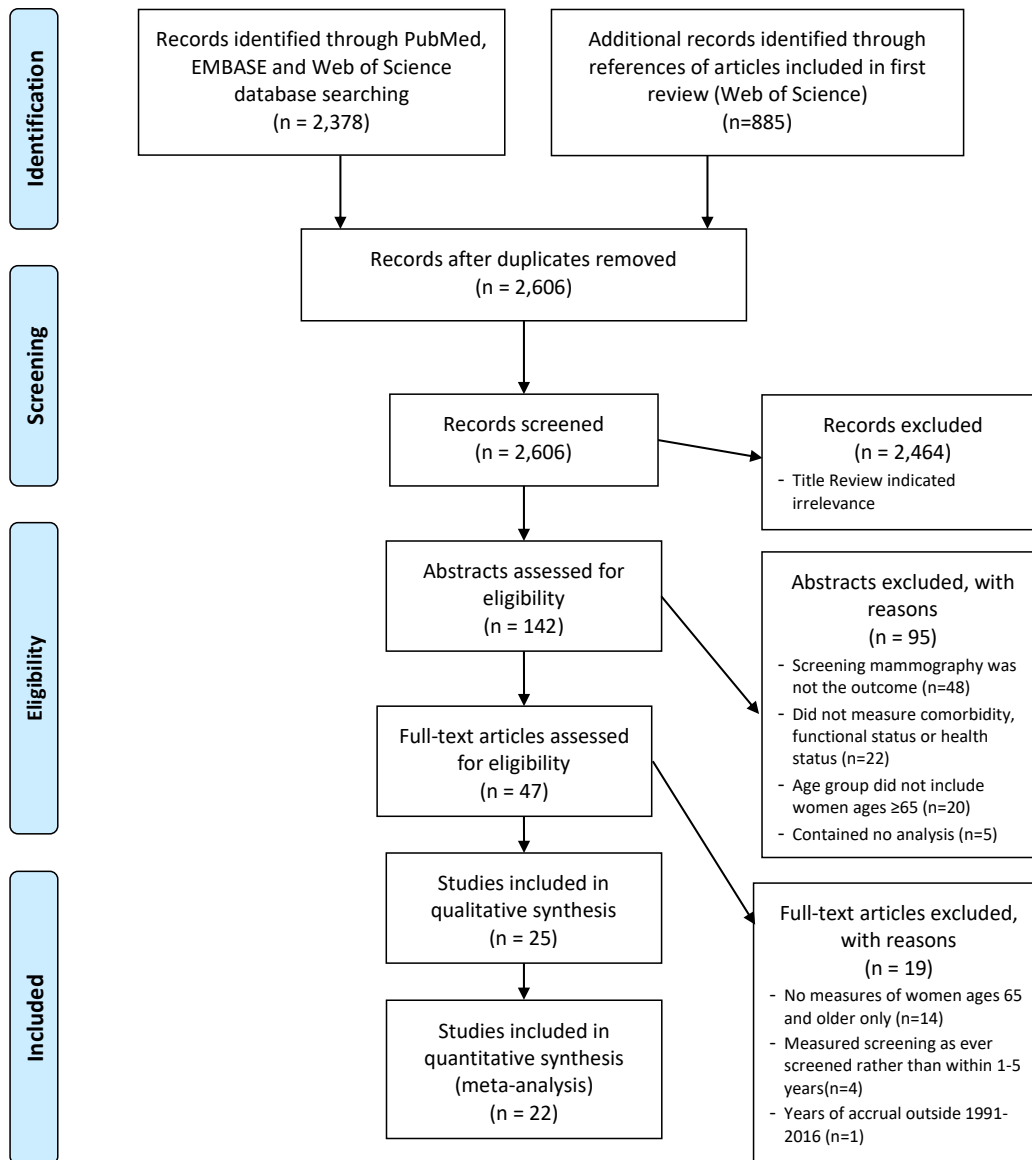 Identification
Records identified through PubMed,
EMBASE and Web of Science
database searching
(n = 2,378)
Additional records identified through
references of articles included in first
review (Web of Science)
(n=885)
Records after duplicates removed
(n = 2,606)
Screening
Records screened
(n = 2,606)
Records excluded
(n = 2,464)
- Title Review indicated
irrelevance
Eligibility
Abstracts assessed for
eligibility
(n = 142)
Abstracts excluded, with
reasons
(n = 95)
- Screening mammography was
not the outcome (n=48)
- Did not measure comorbidity,
functional status or health
status (n=22)
- Age group did not include
women ages ≥65 (n=20)
- Contained no analysis (n=5)
Full-text articles assessed
for eligibility
(n = 47)
Full-text articles excluded,
with reasons
(n = 19)
- No measures of women ages 65
and older only (n=14)
- Measured screening as ever
screened rather than within 1-5
years(n=4)
- Years of accrual outside 1991-
2016 (n=1)
Included
Studies included in
qualitative synthesis
(n = 25)
Studies included in
quantitative synthesis
(meta-analysis)
(n = 22)